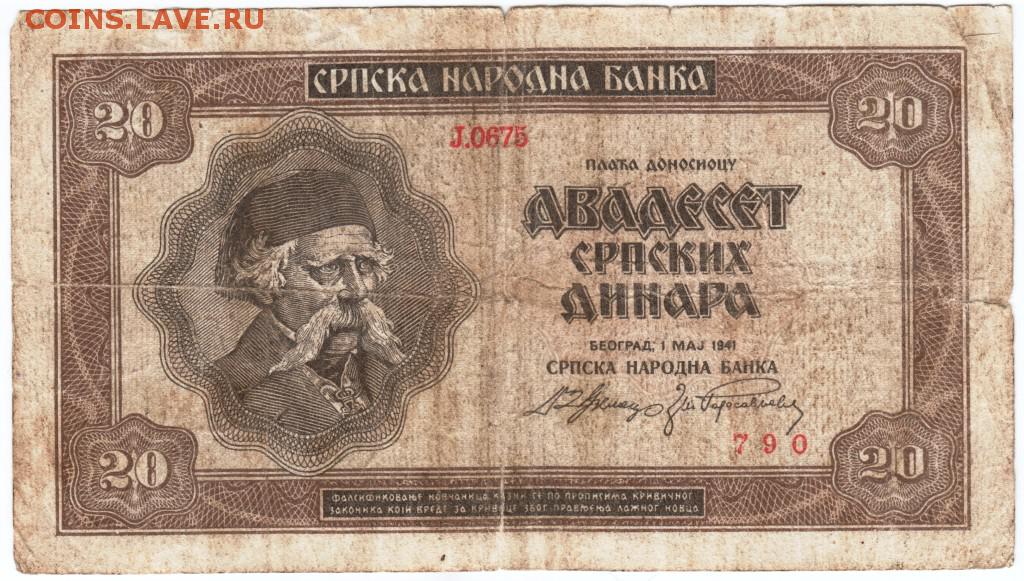 COINS.LAVE.RU
СРПСКА НАРОДНА БАНКА
20
20
J.0675
ПЛАЋА ДОНОСИОЦУ
ДВАДЕСЕТ
СРПСКИХ
ДИНАРА
БЕОГРАД, 1 МАЈ 1941
СРПСКА НАРОДНА БАНКА
790
20
20
ФАЛСИФИКОВАЊЕ НОВЧАНИЦА КАЗНИ СЕ ПО ПРОПИСИМА КРИВИЧНОГ
ЗАКОНИКА КОЈИ ВРЕДЕ ЗА КРИВИЦЕ ЗБОГ ПРАВЉЕЊА ЛАЖНОГ НОВЦА